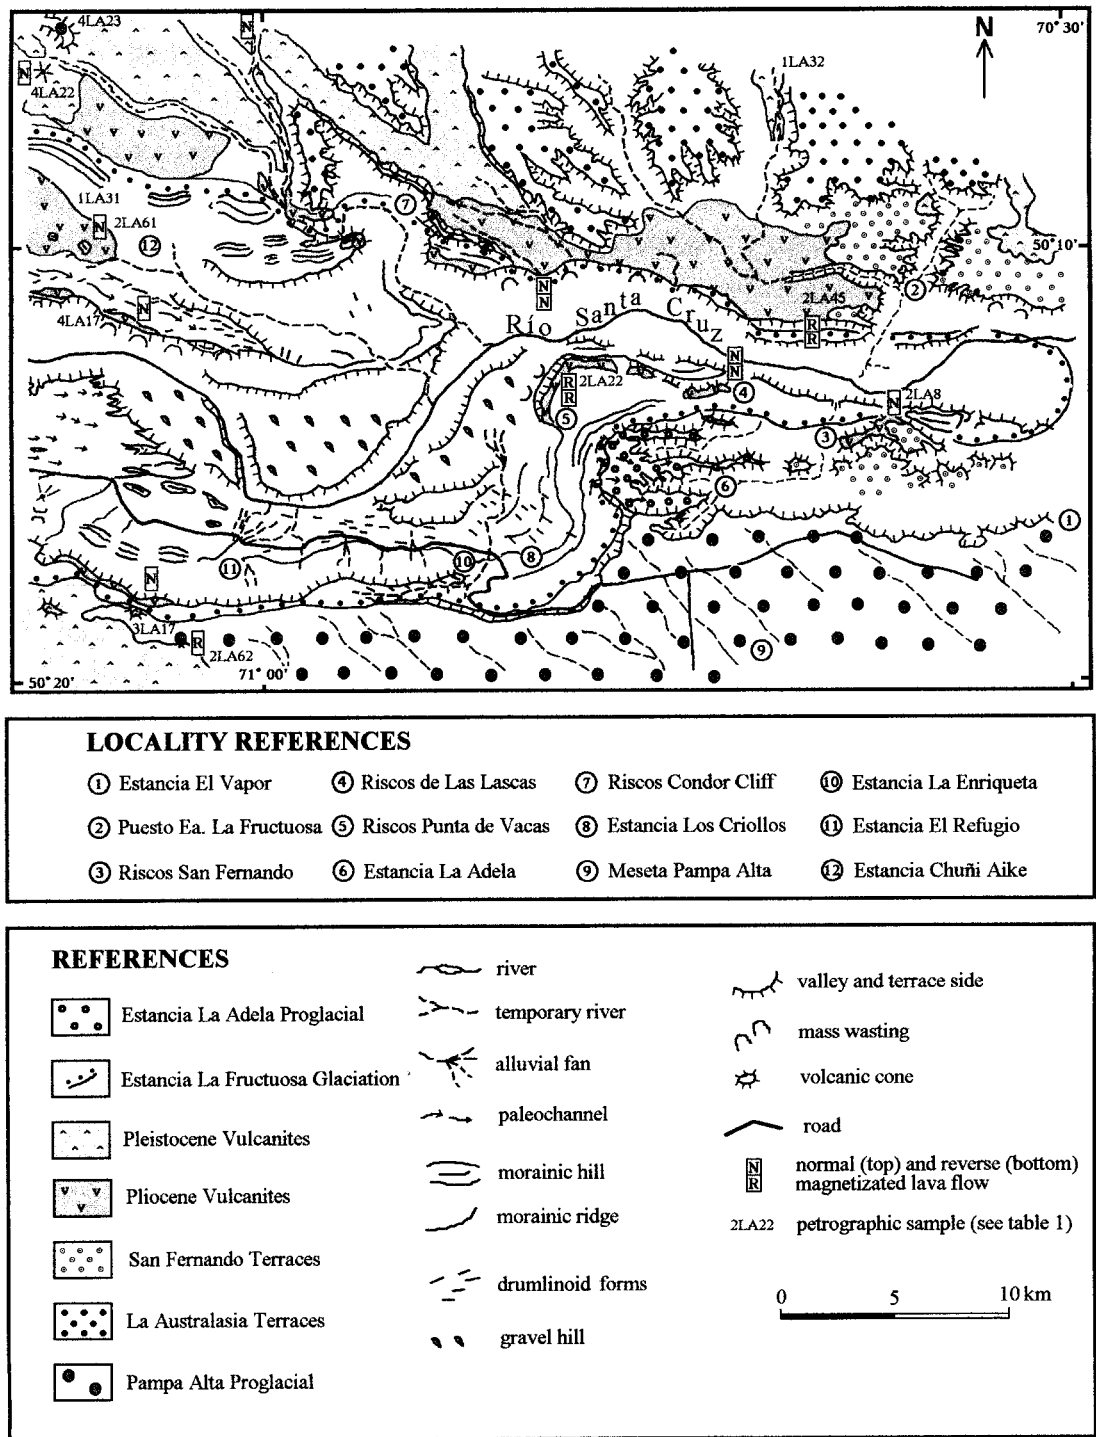 4LA23
N
N
70° 30'
N
4LA22
1LA32
1LA31
N
2LA61
12
7
50° 10'
2
N
4LA17
N
N
2LA45
R
R
Río Santa Cruz
N
N
R
R
2LA22
4
N
2LA8
5
3
6
1
11
10
8
N
3LA17
R
2LA62
9
50° 20'
71° 00'
LOCALITY REFERENCES
1 Estancia El Vapor
4 Riscos de Las Lascas
7 Riscos Condor Cliff
10 Estancia La Enriqueta
2 Puesto Ea. La Fructuosa
5 Riscos Punta de Vacas
8 Estancia Los Criollos
11 Estancia El Refugio
3 Riscos San Fernando
6 Estancia La Adela
9 Meseta Pampa Alta
12 Estancia Chuñi Aike
REFERENCES
Estancia La Adela Proglacial
Estancia La Fructuosa Glaciation
Pleistocene Vulcanites
Pliocene Vulcanites
San Fernando Terraces
La Australasia Terraces
Pampa Alta Proglacial
river
temporary river
alluvial fan
paleochannel
morainic hill
morainic ridge
drumlinoid forms
gravel hill
valley and terrace side
mass wasting
volcanic cone
road
N
R
normal (top) and reverse (bottom)
magnetizated lava flow
2LA22 petrographic sample (see table 1)
0 5 10 km